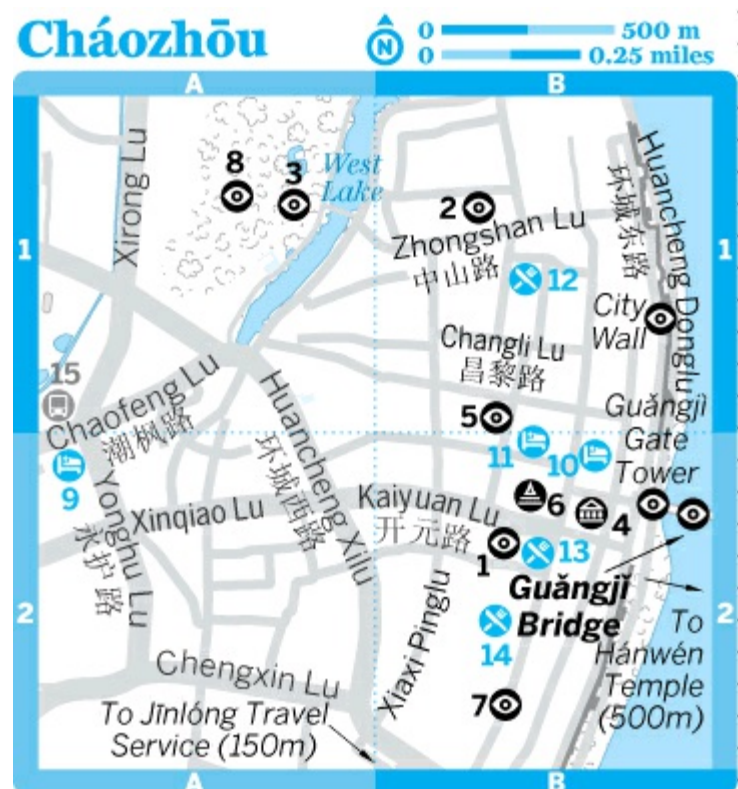 Cháozhōu
N
0 500 m
0 0.25 miles
A
B
1
1
Xirong Lu
8
3
West
Lake
2
Zhongshan Lu
中山路
12
Huancheng Donglu
环城东路
City
Wall
Changli Lu
昌黎路
15
Chaofeng Lu
潮枫路
5
Guǎngjì
Gate
Tower
11
10
9
Huancheng Xilu
环城西路
Yonghu Lu
永护路
Xinqiao Lu
Kaiyuan Lu
开元路
6
4
1
13
Guǎngjǐ
Bridge
2
2
14
Xiaxi Pinglu
To
Hánwén
Temple
(500m)
Chengxin Lu
7
To Jīnlóng Travel
Service (150m)
A
B